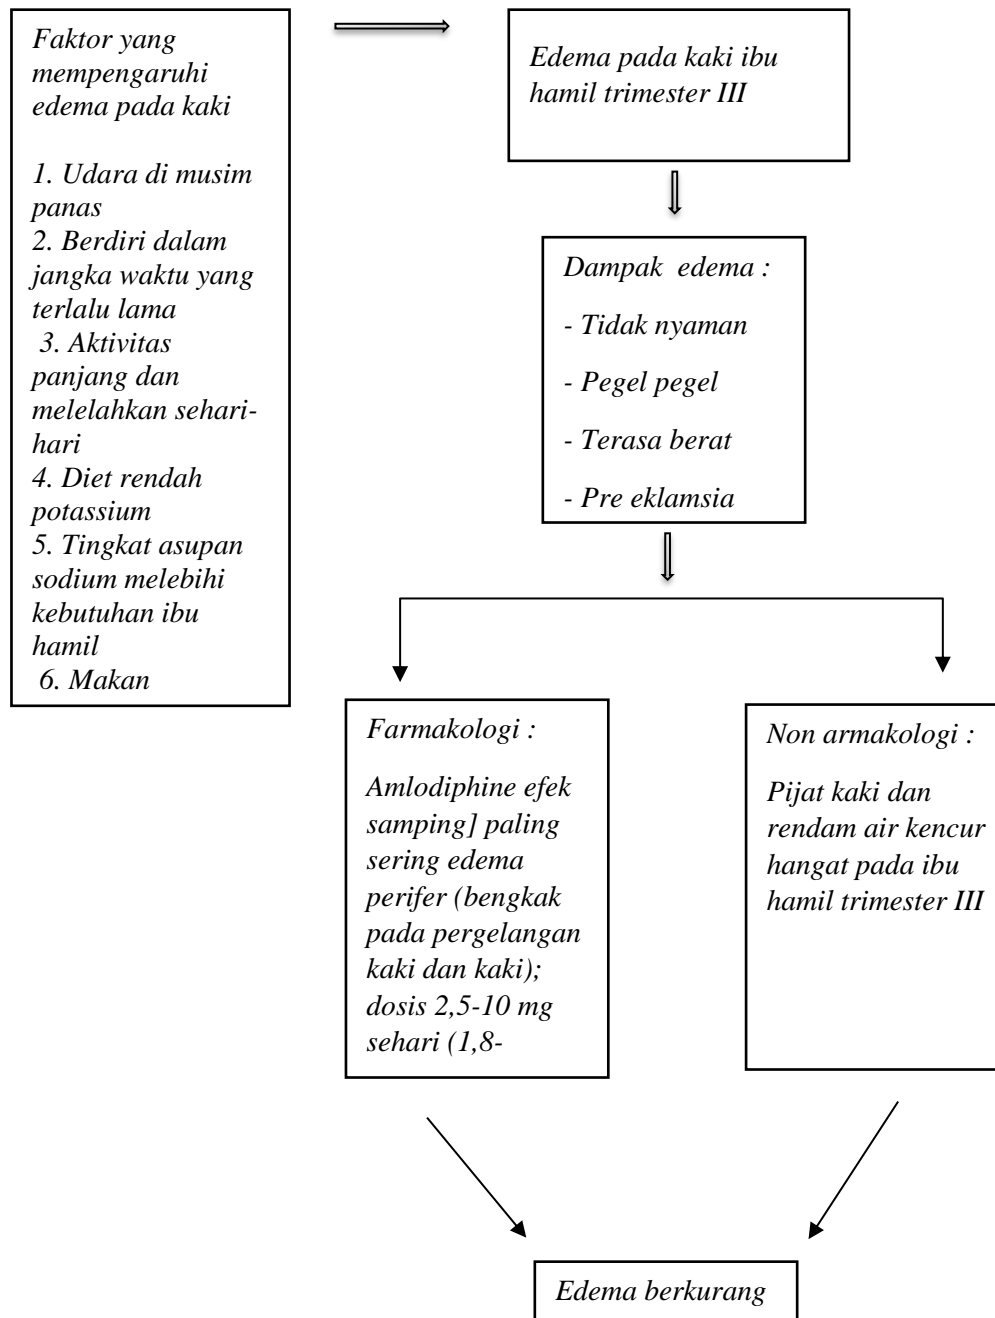 Faktor yang
mempengaruhi
edema pada kaki
1. Udara di musim
panas
2. Berdiri dalam
jangka waktu yang
terlalu lama
3. Aktivitas
panjang dan
melelahkan sehari-
hari
4. Diet rendah
potassium
5. Tingkat asupan
sodium melebihi
kebutuhan ibu
hamil
6. Makan
Edema pada kaki ibu
hamil trimester III
Dampak edema :
- Tidak nyaman
- Pegel pegel
- Terasa berat
- Pre eklamsia
Farmakologi :
Amlodiphine efek
samping] paling
sering edema
perifer (bengkak
pada pergelangan
kaki dan kaki);
dosis 2,5-10 mg
sehari (1,8-
Non armakologi :
Pijat kaki dan
rendam air kencur
hangat pada ibu
hamil trimester III
Edema berkurang